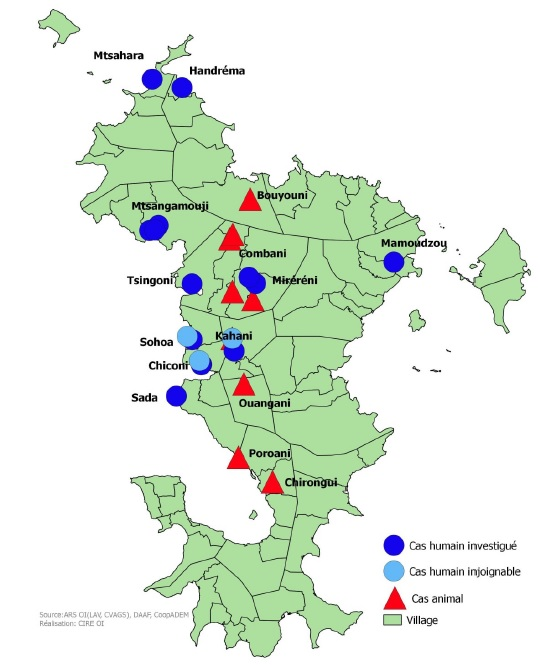 Mtsahara
Handréma
Bouyouni
Mtsangamouji
Combani
Mamoudzou
Tsingoni
Miréréni
Kahani
Sohoa
Chiconi
Sada
Ouangani
Poroani
Chirongui
Cas humain investigué
Cas humain injoignable
Cas animal
Village
Source:ARS OI(LAV, CVAGS), DAAF, CoopADEM
Réalisation: CIRE OI